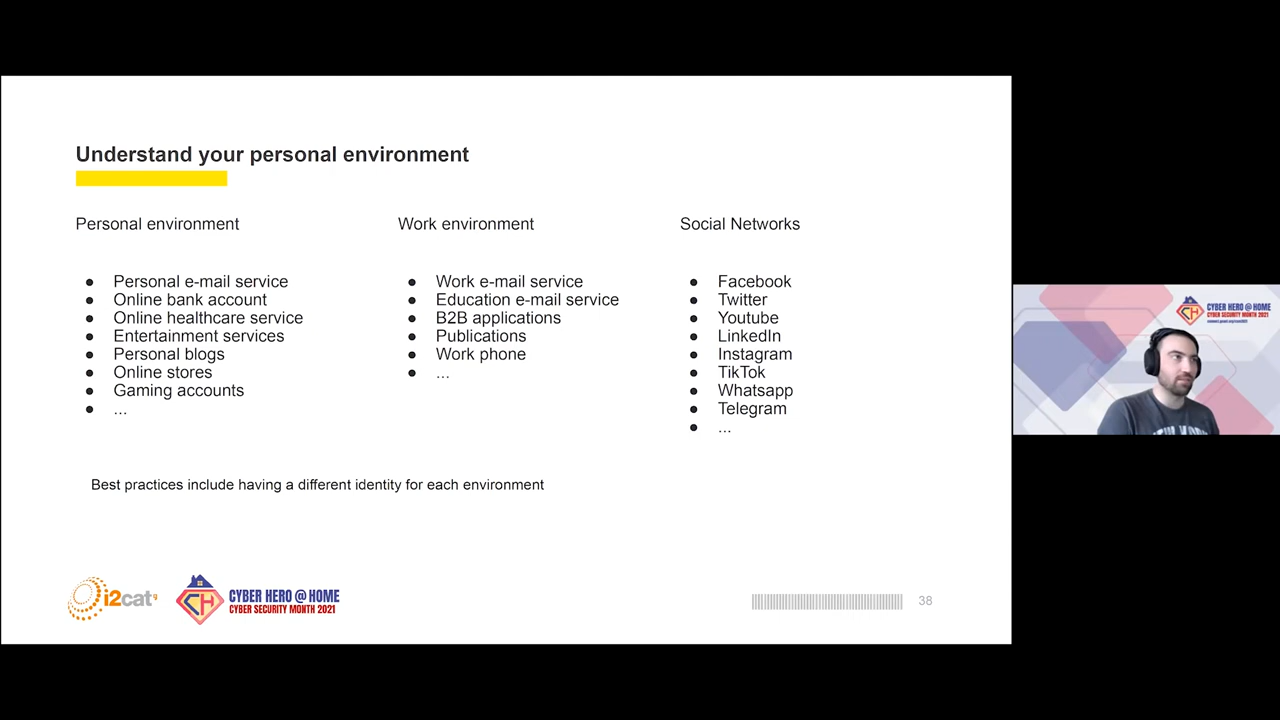 Understand your personal environment
Personal environment
● Personal e-mail service
● Online bank account
● Online healthcare service
● Entertainment services
● Personal blogs
● Online stores
● Gaming accounts
● ...
Work environment
● Work e-mail service
● Education e-mail service
● B2B applications
● Publications
● Work phone
● ...
Social Networks
● Facebook
● Twitter
● Youtube
● LinkedIn
● Instagram
● TikTok
● Whatsapp
● Telegram
● ...
Best practices include having a different identity for each environment
i2cat
CH
CYBER HERO @ HOME
CYBER SECURITY MONTH 2021
38
CYBER HERO @ HOME
CYBER SECURITY MONTH 2021